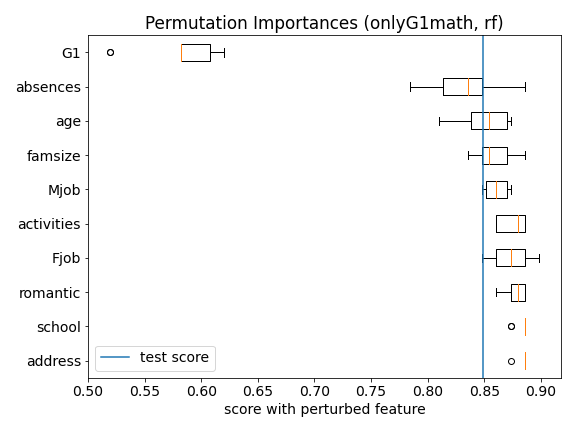 Permutation Importances (onlyG1math, rf)
G1
absences
age
famsize
Mjob
activities
Fjob
romantic
school
address
test score
0.50 0.55 0.60 0.65 0.70 0.75 0.80 0.85 0.90
score with perturbed feature